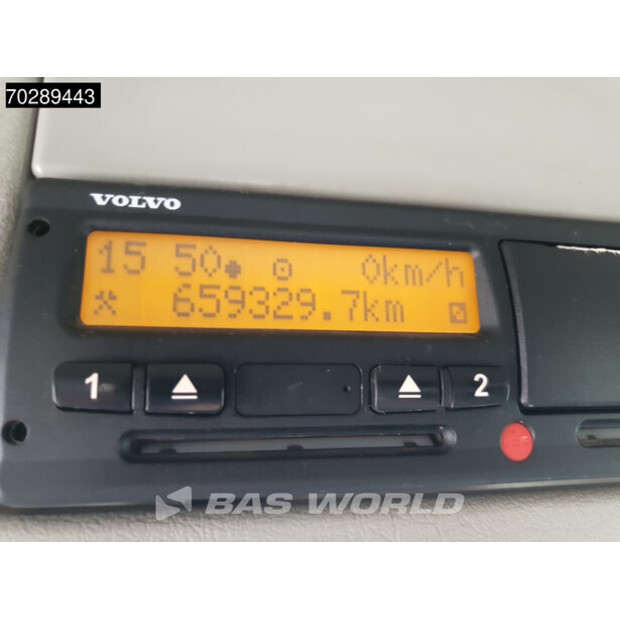 70289443
VOLVO
15 50 0km/h
659329.7km
1 2
BAS WORLD